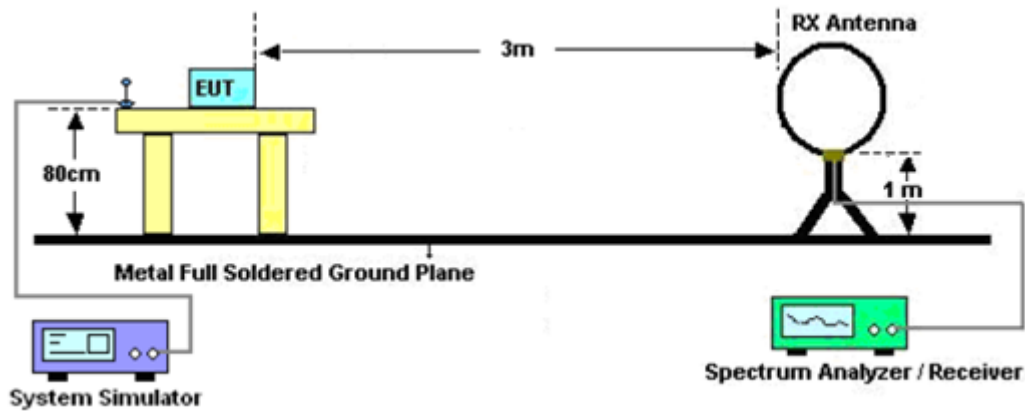 RX Antenna
3m
EUT
80cm
1 m
Metal Full Soldered Ground Plane
System Simulator
Spectrum Analyzer / Receiver